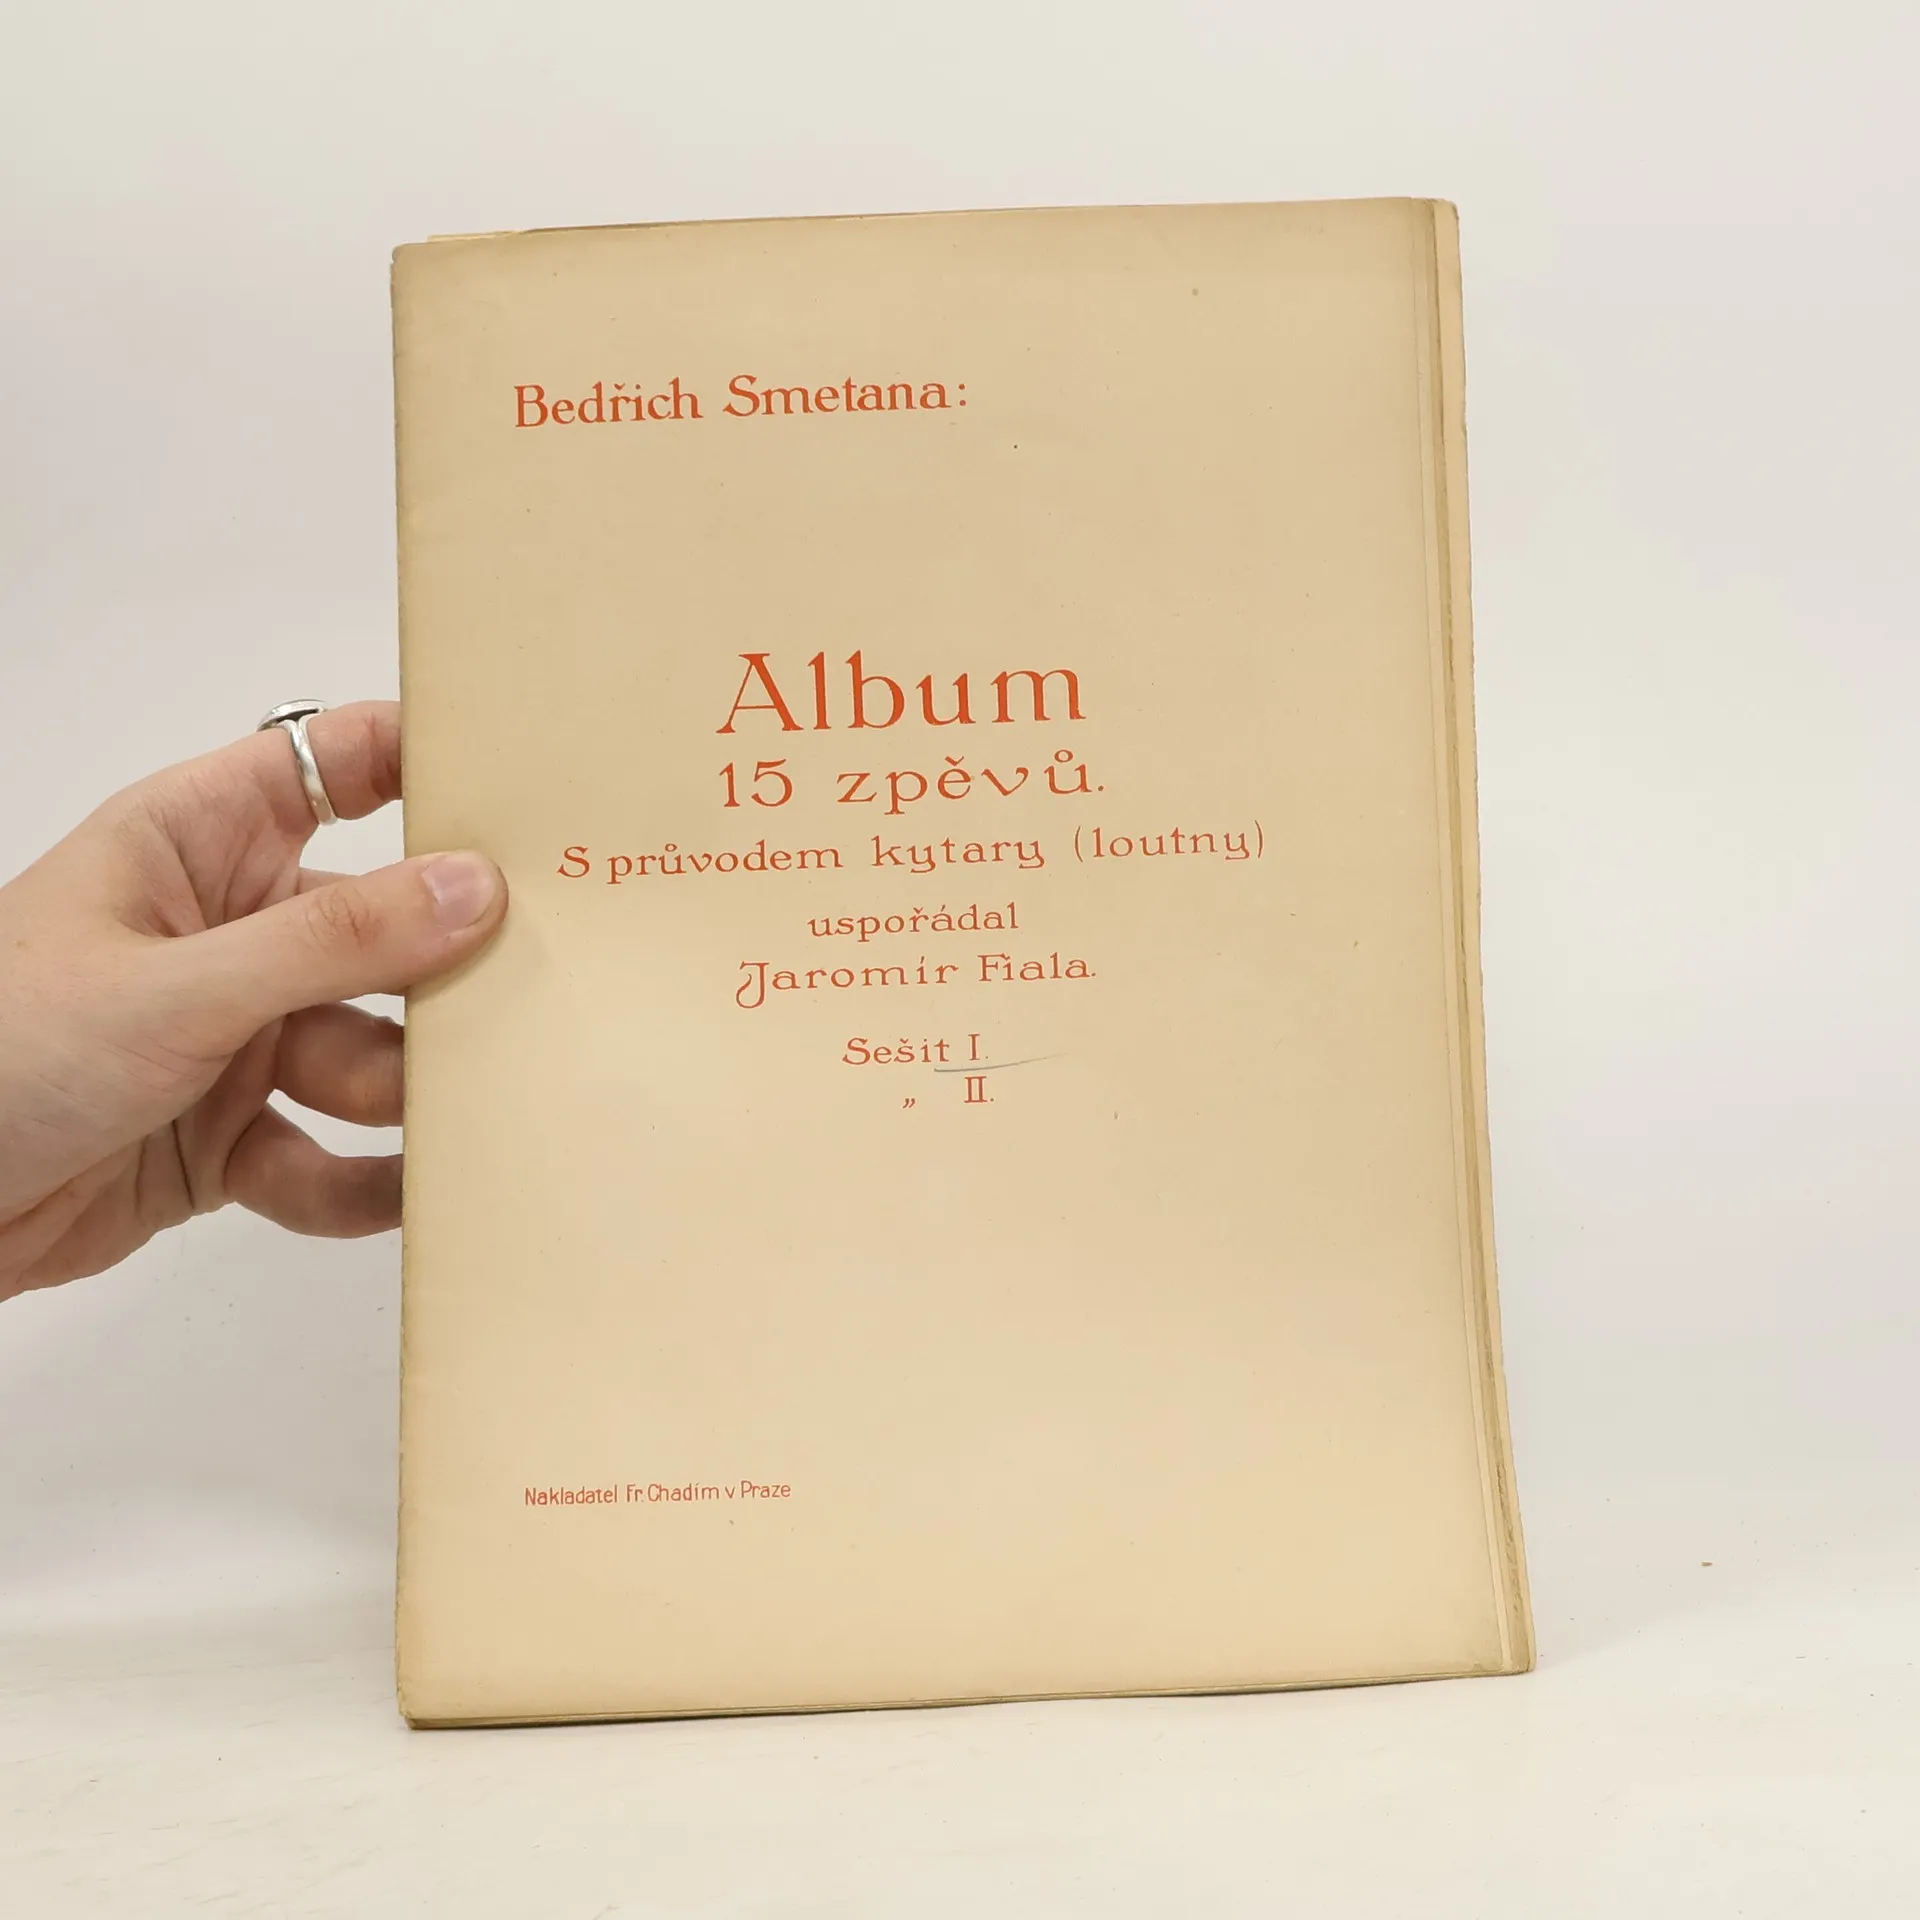 Bedřich Smetana:
Album
15 zpěvů.
S průvodem kytary (loutny)
uspořádal
Jaromír Fiala.
Sešit I.
„ II.
Nakladatel Fr. Chadím v Praze